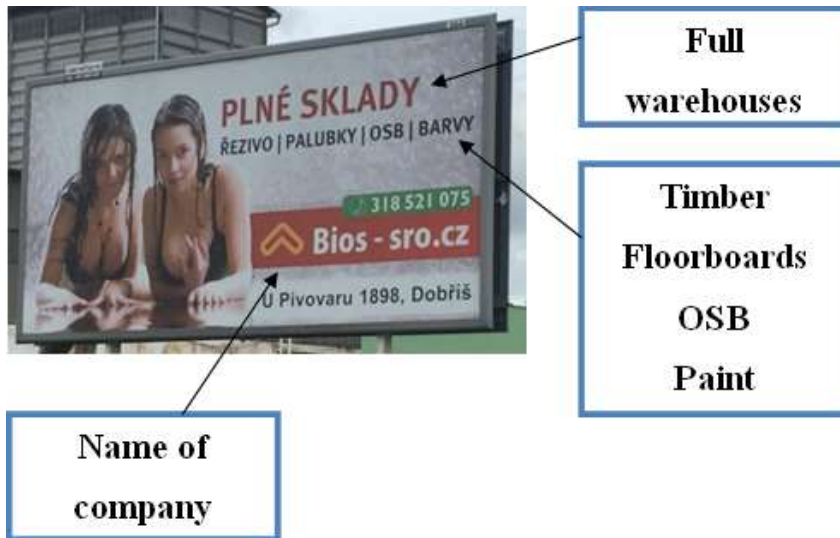 PLNÉ SKLADY
ŘEZIVO | PALUBKY | OSB | BARVY
318 521 075
Bios - sro.cz
U Pivovaru 1898, Dobříš
Full
warehouses
Timber
Floorboards
OSB
Paint
Name of
company